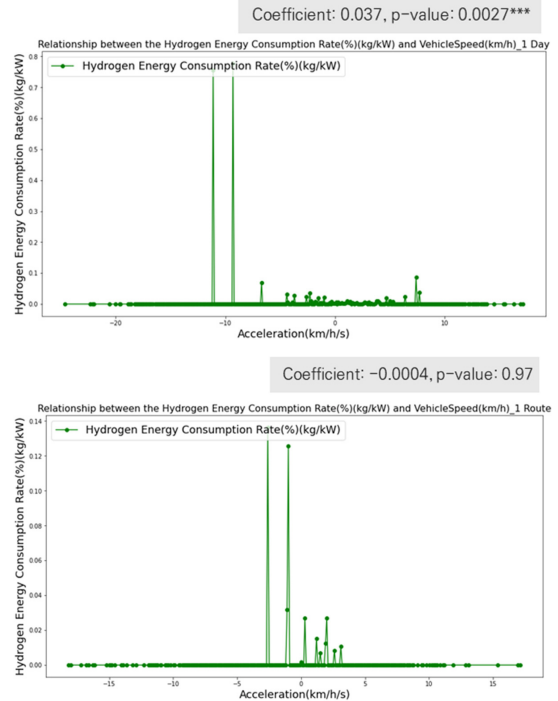 Coefficient: 0.037, p-value: 0.0027***
Relationship between the Hydrogen Energy Consumption Rate(%)(kg/kW) and VehicleSpeed(km/h)_1 Day
Hydrogen Energy Consumption Rate(%)(kg/kW)
Hydrogen Energy Consumption Rate(%)(kg/kW)
0.8
0.7
0.6
0.5
0.4
0.3
0.2
0.1
0.0
−20
−10
0
10
Acceleration(km/h/s)
Coefficient: -0.0004, p-value: 0.97
Relationship between the Hydrogen Energy Consumption Rate(%)(kg/kW) and VehicleSpeed(km/h)_1 Route
Hydrogen Energy Consumption Rate(%)(kg/kW)
Hydrogen Energy Consumption Rate(%)(kg/kW)
0.14
0.12
0.10
0.08
0.06
0.04
0.02
0.00
−15
−10
−5
0
5
10
15
Acceleration(km/h/s)